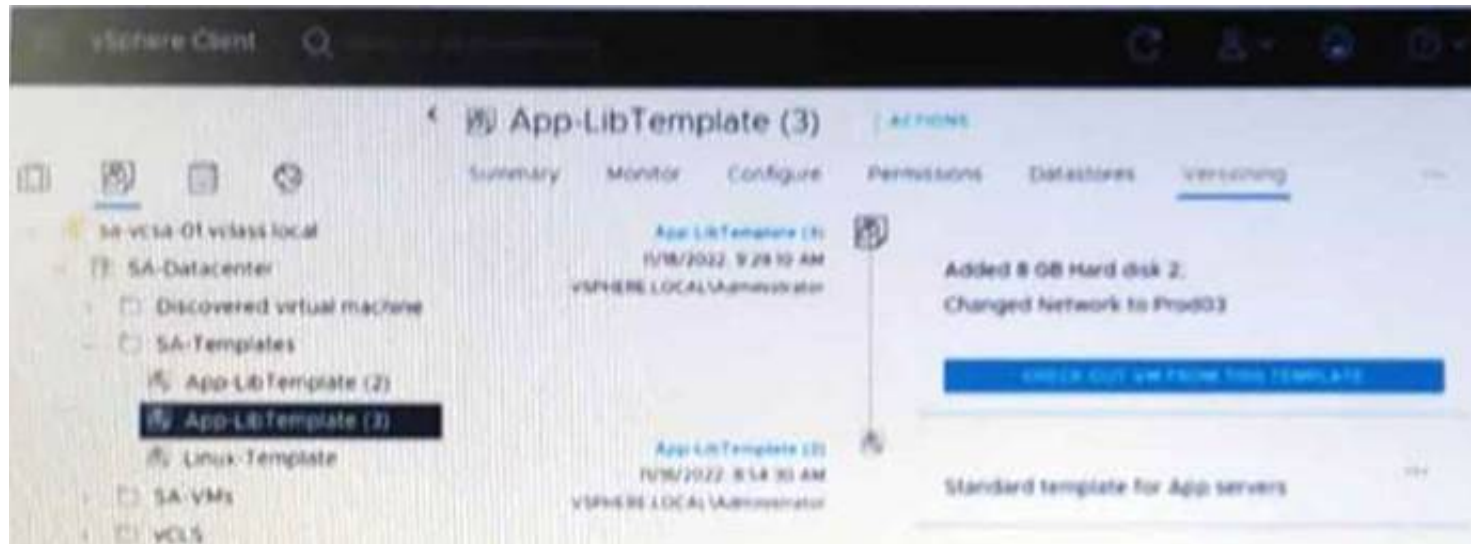 vSphere Client
App-LibTemplate (3)
ACTIONS
Summary Monitor Configure Permissions Datastores Versioning
sa-vcsa-01.vclass.local
SA-Datacenter
Discovered virtual machine
SA-Templates
App-LibTemplate (2)
App-LibTemplate (3)
Linux-Template
SA-VMs
vCLS
App-LibTemplate (3)
11/18/2022, 9:29:10 AM
VSPHERE.LOCAL\Administrator
Added 8 GB Hard disk 2.
Changed Network to Prod03
CHECK OUT VM FROM THIS TEMPLATE
App-LibTemplate (2)
11/18/2022, 8:54:30 AM
VSPHERE.LOCAL\Administrator
Standard template for App servers